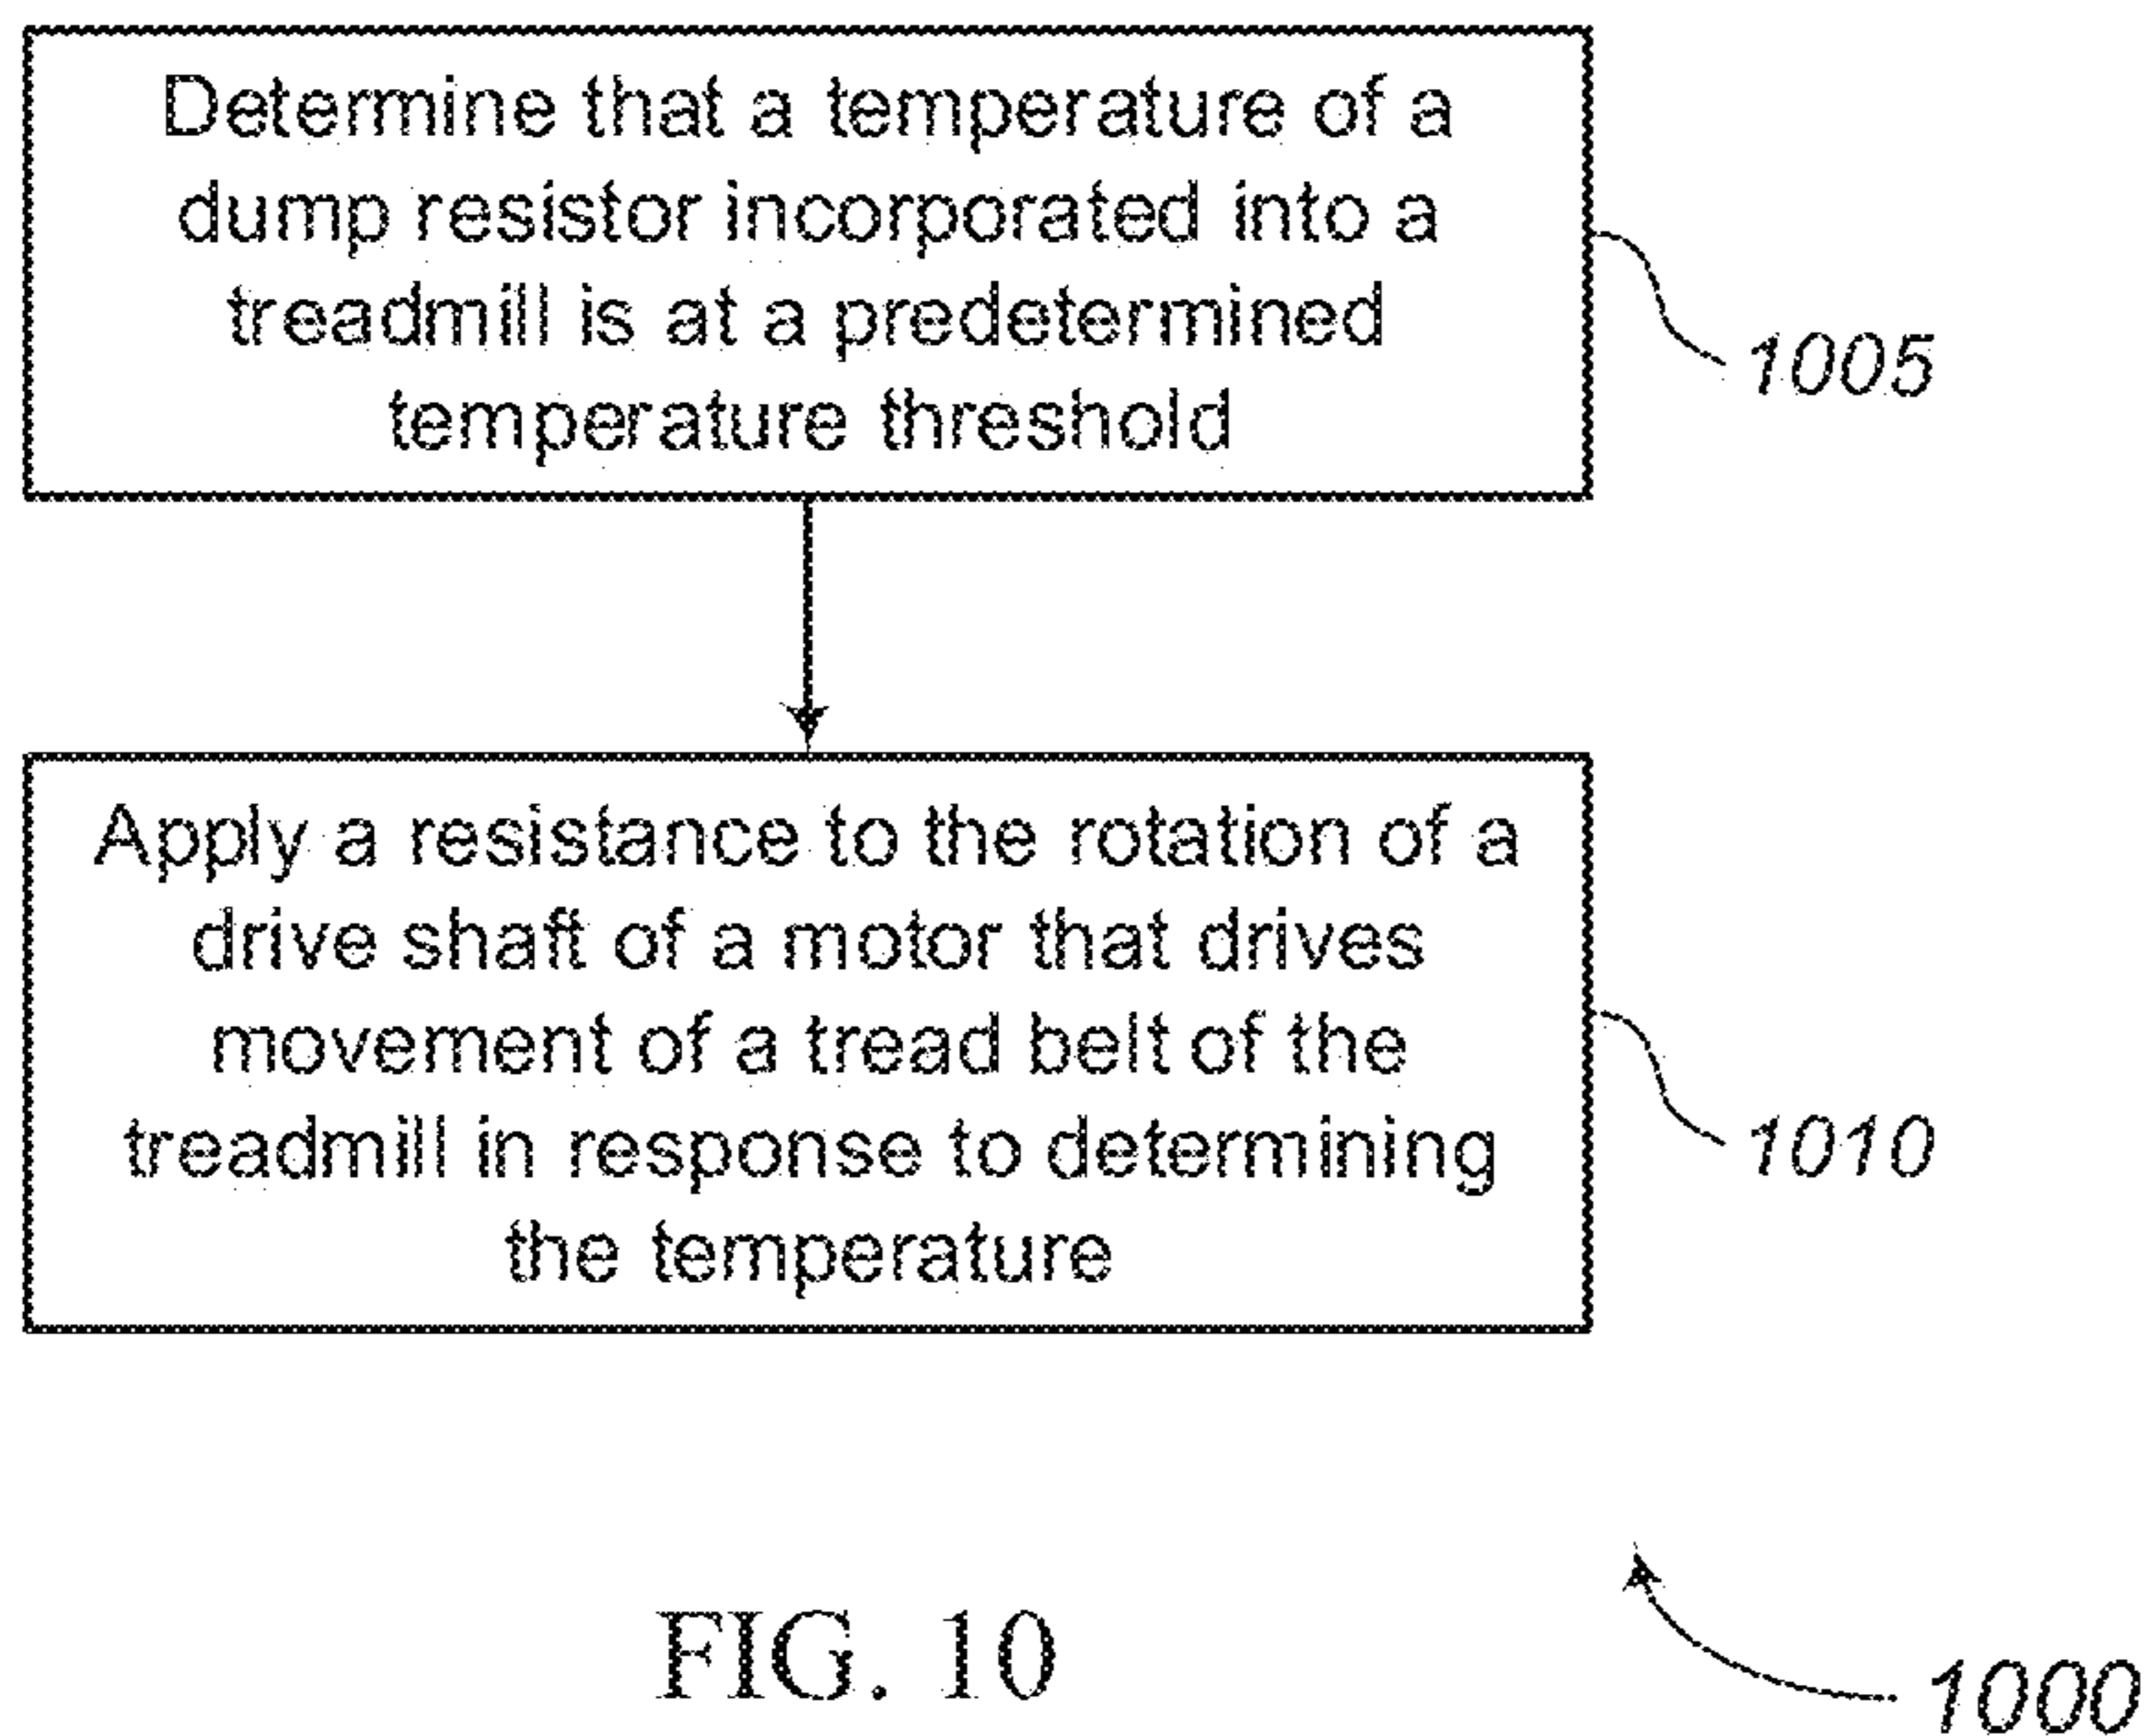 Determine that a temperature of a
dump resistor incorporated into a
treadmill is at a predetermined
temperature threshold
1005
Apply a resistance to the rotation of a
drive shaft of a motor that drives
movement of a tread belt of the
treadmill in response to determining
the temperature
1010
FIG. 10
1000